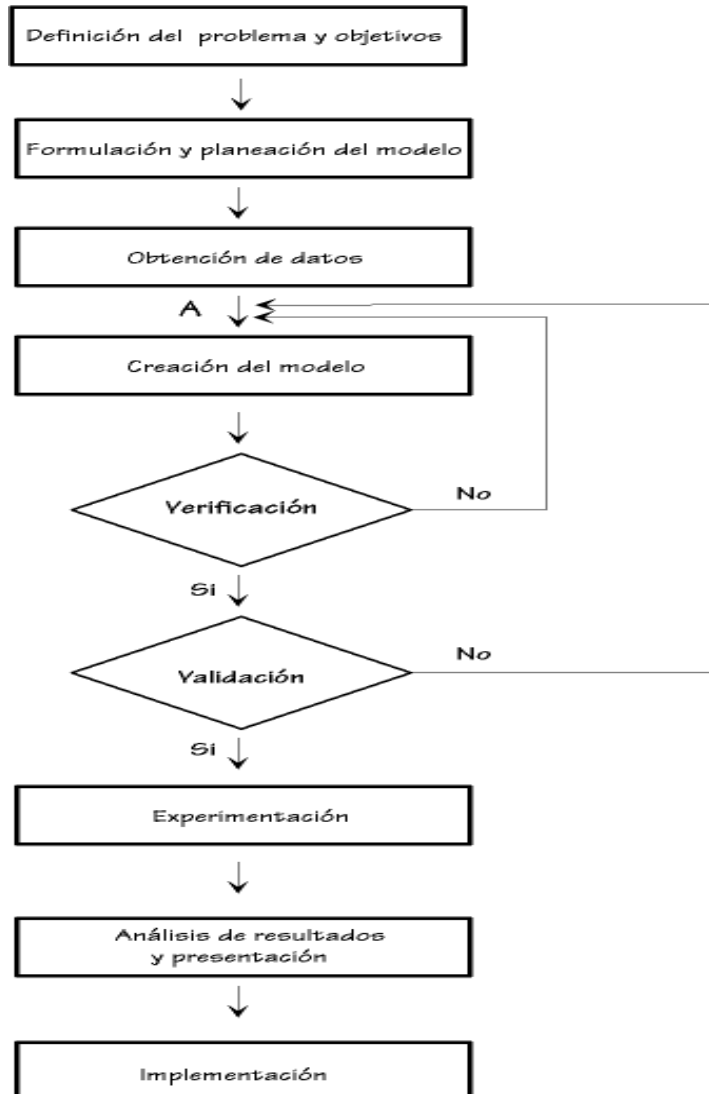 Definición del problema y objetivos
Formulación y planeación del modelo
Obtención de datos
A
Creación del modelo
Verificación
No
Si
Validación
No
Si
Experimentación
Análisis de resultados
y presentación
Implementación